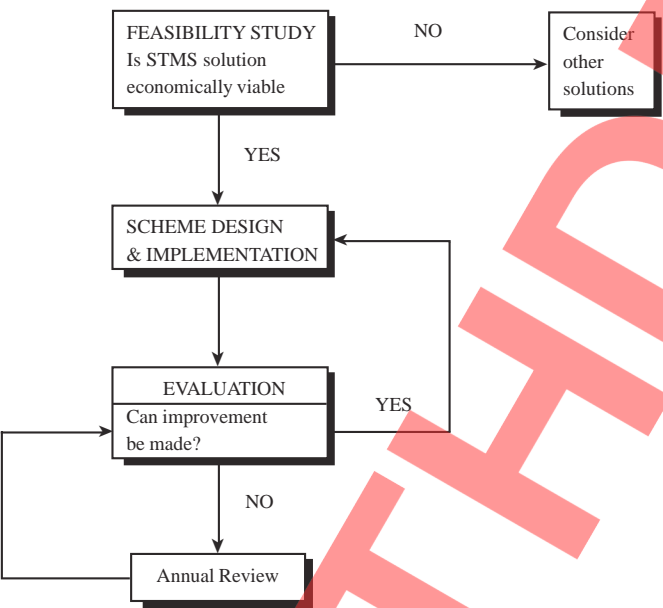 FEASIBILITY STUDY
Is STMS solution
economically viable
NO
Consider
other
solutions
YES
SCHEME DESIGN
& IMPLEMENTATION
EVALUATION
Can improvement
be made?
YES
NO
Annual Review